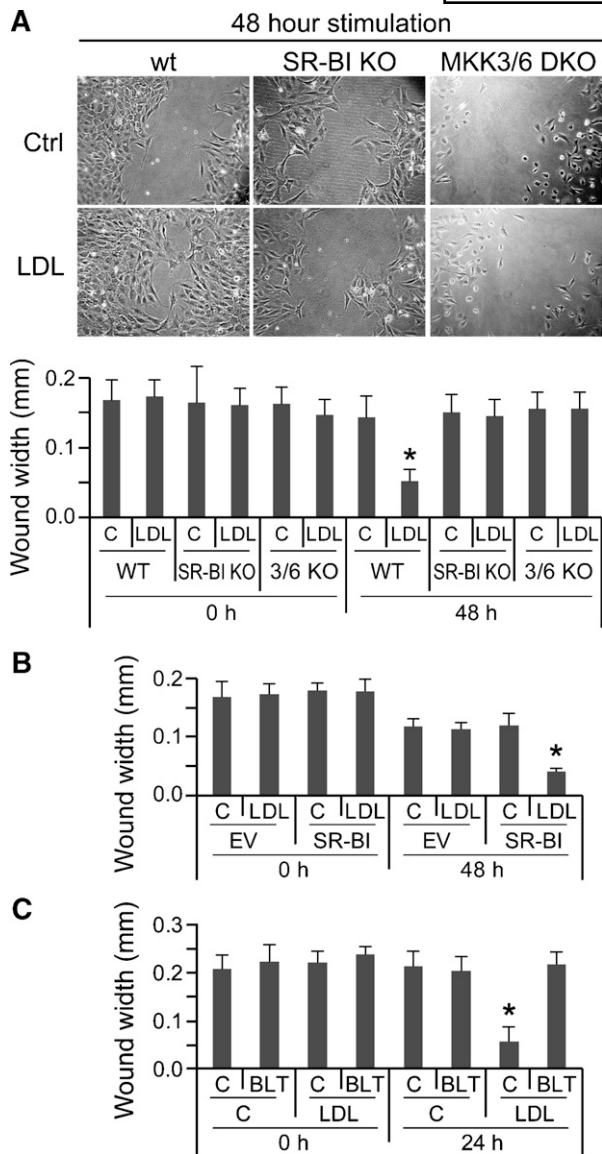 A
48 hour stimulation
wt SR-BI KO MKK3/6 DKO
Ctrl
LDL
Wound width (mm)
0.2
0.1
0.0
*
C LDL C LDL C LDL C LDL C LDL C LDL
WT SR-BI KO 3/6 KO WT SR-BI KO 3/6 KO
0 h 48 h
B
Wound width (mm)
0.2
0.1
0.0
*
C LDL C LDL C LDL C LDL
EV SR-BI EV SR-BI
0 h 48 h
C
Wound width (mm)
0.3
0.2
0.1
0.0
*
C BLT C BLT C BLT C BLT
C LDL C LDL
0 h 24 h